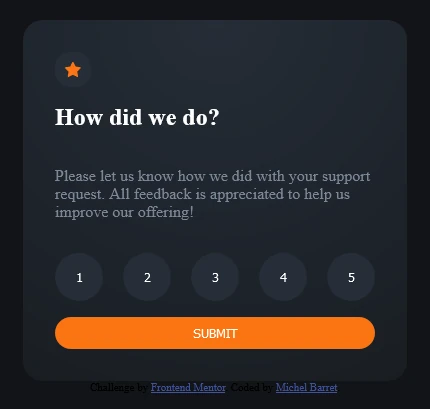 How did we do?
Please let us know how we did with your support
request. All feedback is appreciated to help us
improve our offering!
1 2 3 4 5
SUBMIT
Challenge by Frontend Mentor. Coded by Michel Barret